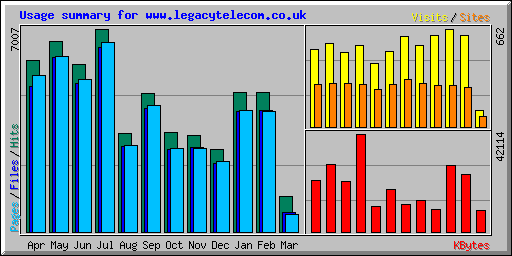 Usage summary for www.legacytelecom.co.uk
Visits / Sites
7007
662
Pages / Files / Hits
42114
Apr May Jun Jul Aug Sep Oct Nov Dec Jan Feb Mar
KBytes